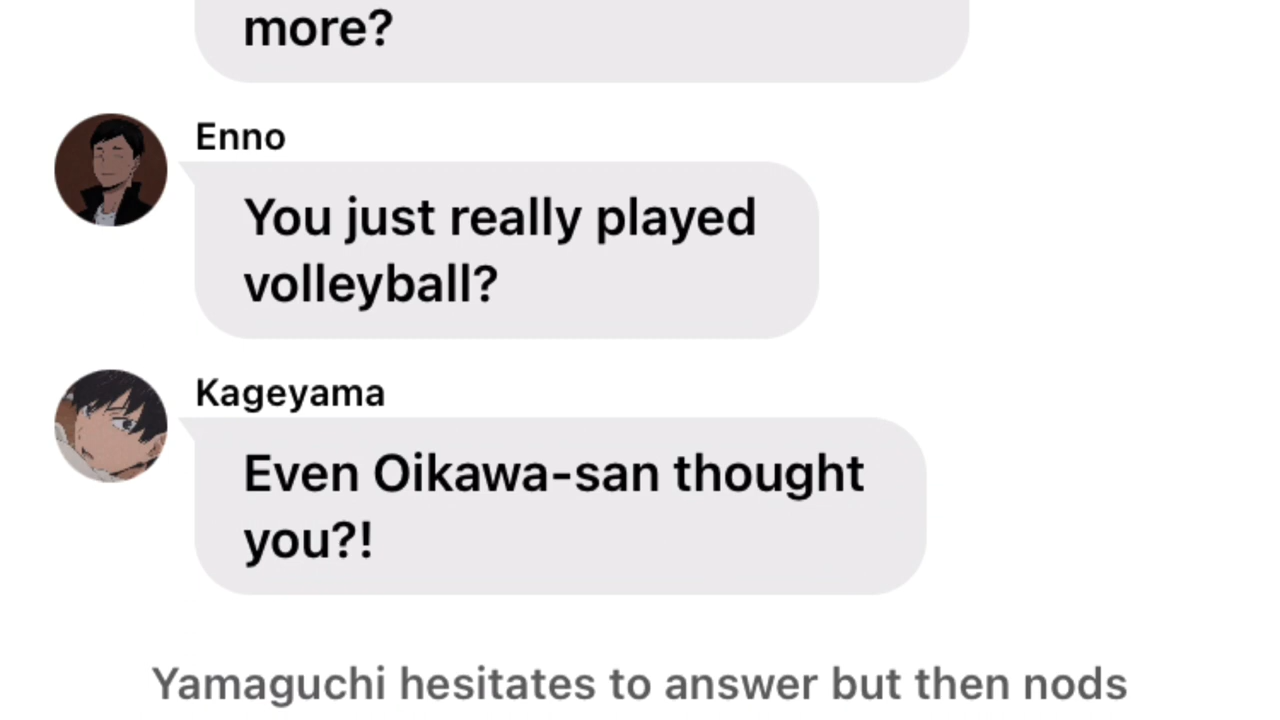 more?
Enno
You just really played
volleyball?
Kageyama
Even Oikawa-san thought
you?!
Yamaguchi hesitates to answer but then nods